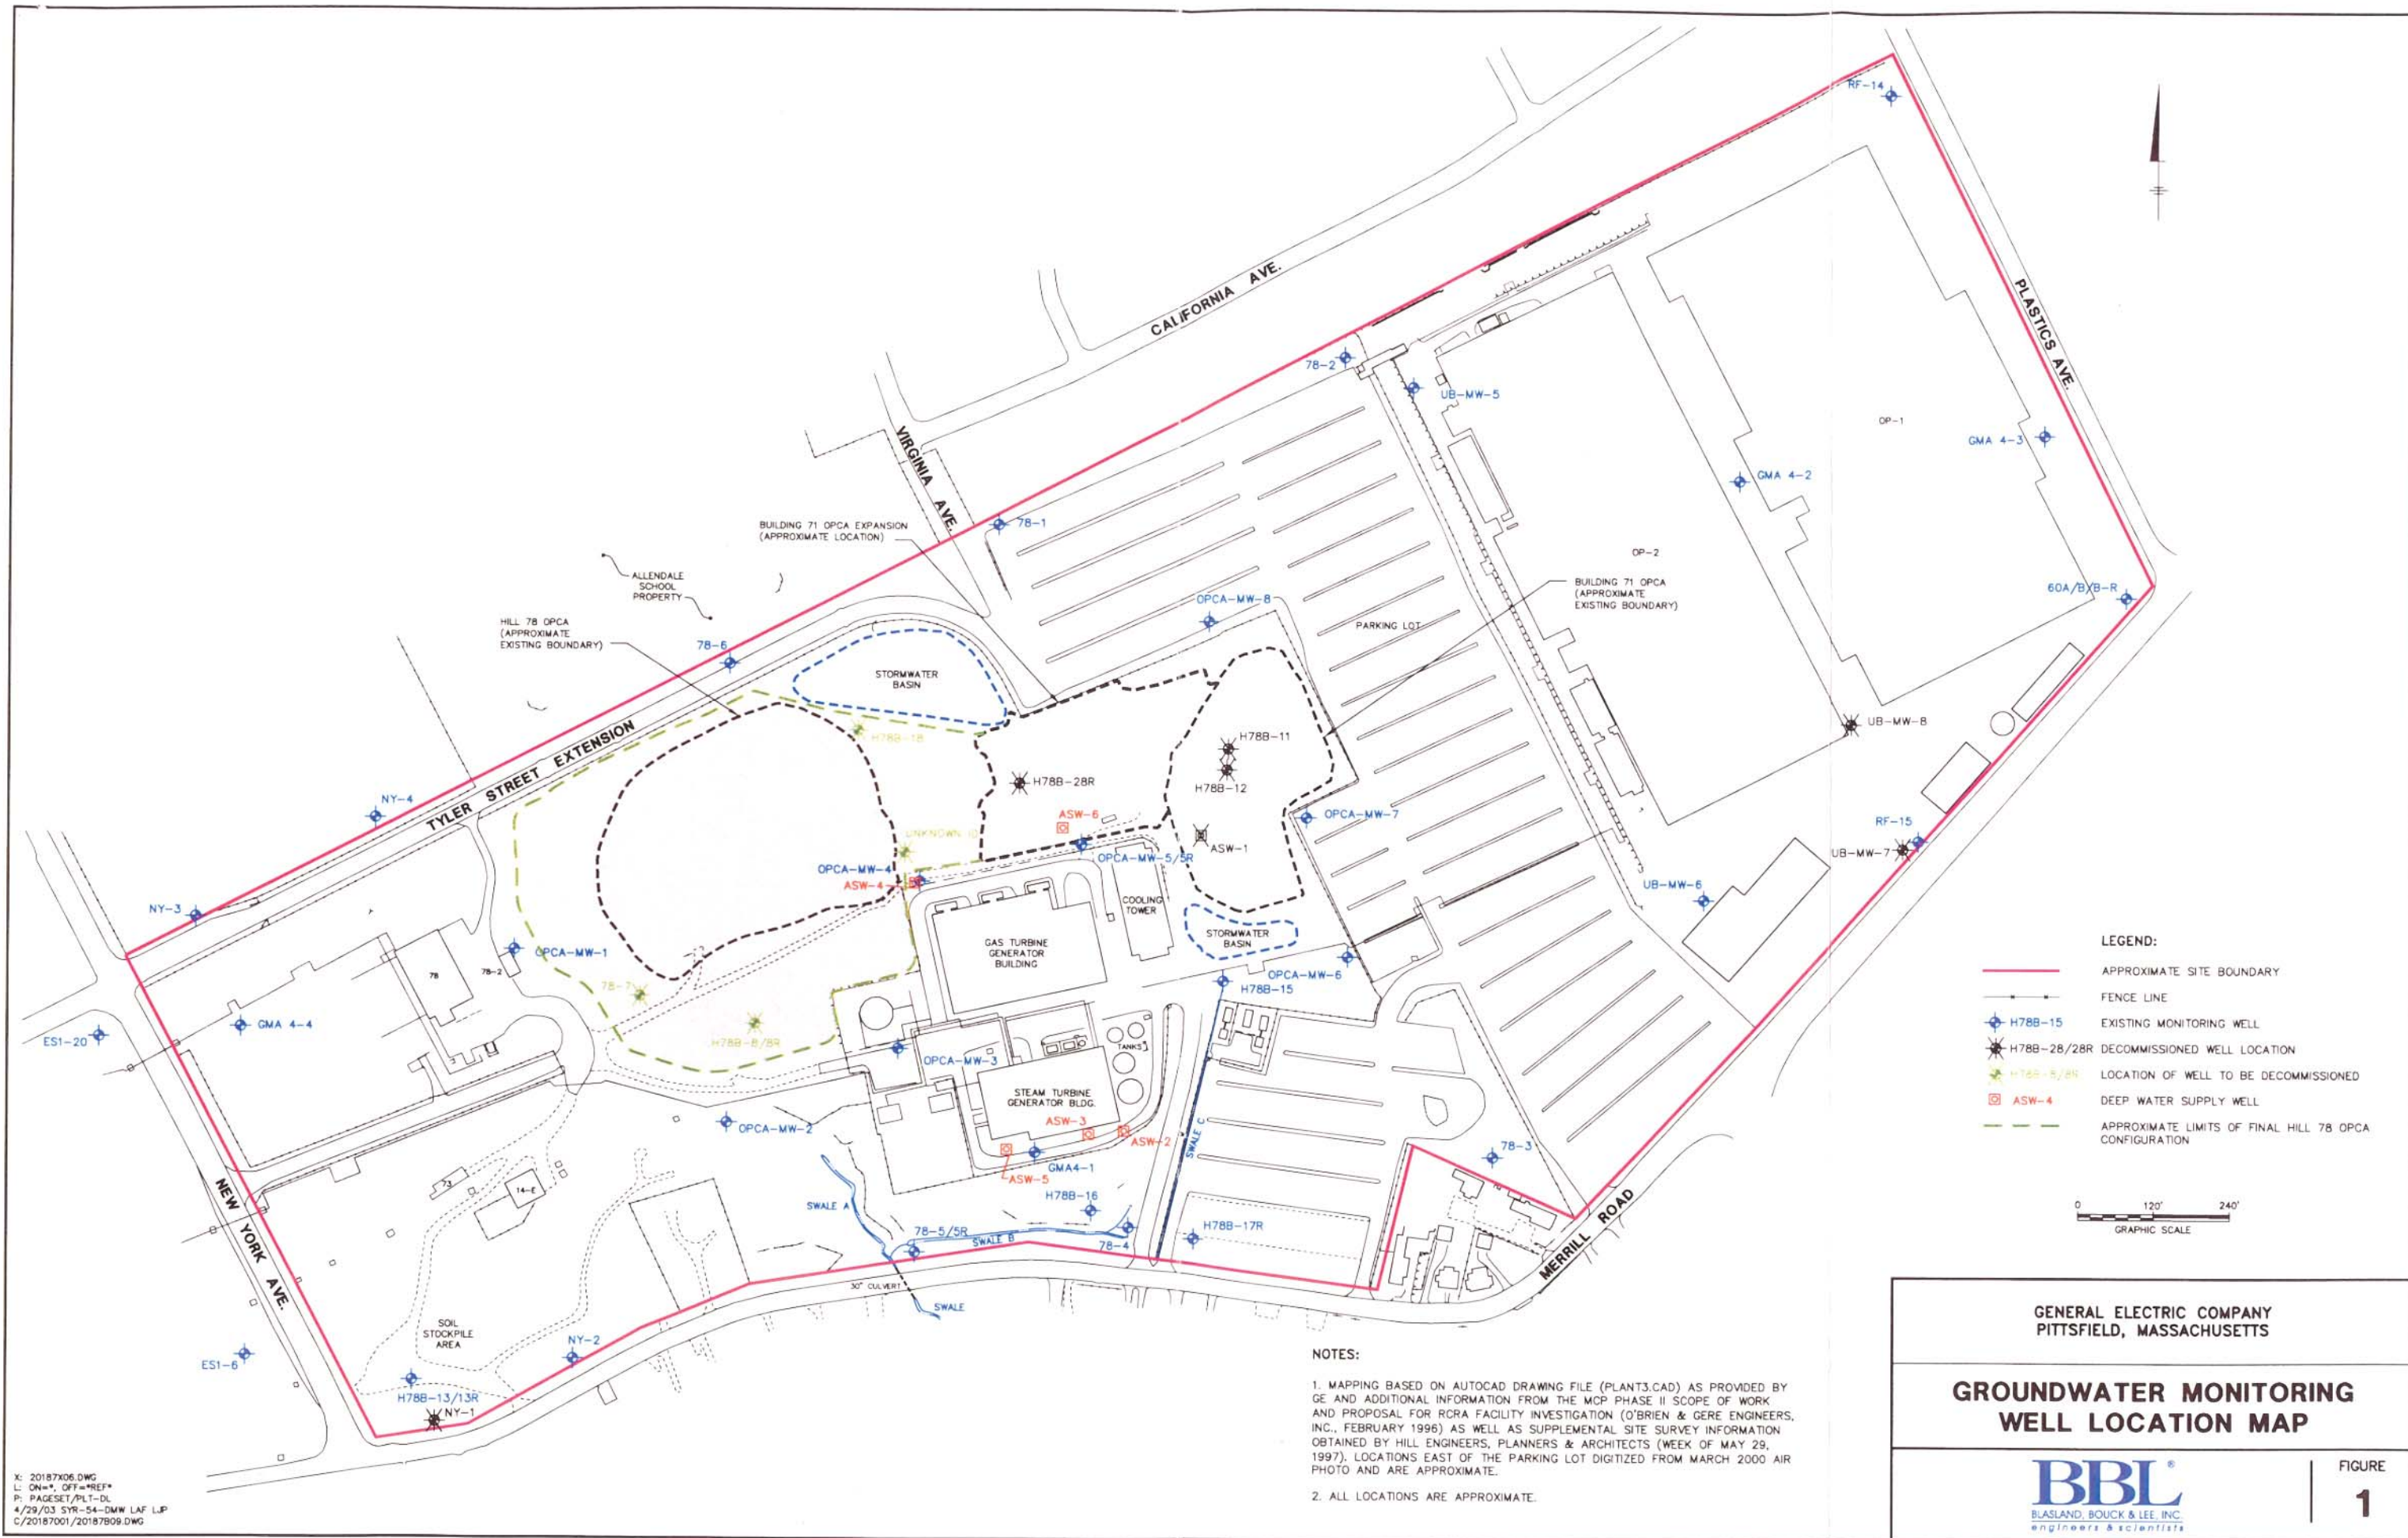 RF-14
CALIFORNIA AVE.
PLASTICS AVE.
78-2
UB-MW-5
OP-1
GMA 4-3
GMA 4-2
VIRGINIA AVE.
78-1
BUILDING 71 OPCA EXPANSION
(APPROXIMATE LOCATION)
OP-2
ALLENDALE
SCHOOL
PROPERTY
BUILDING 71 OPCA
(APPROXIMATE
EXISTING BOUNDARY)
60A/B/B-R
OPCA-MW-8
PARKING LOT
HILL 78 OPCA
(APPROXIMATE
EXISTING BOUNDARY)
78-6
STORMWATER
BASIN
TYLER STREET EXTENSION
H78B-18
H78B-11
UB-MW-8
H78B-28R
H78B-12
NY-4
ASW-6
OPCA-MW-7
RF-15
UNKNOWN ID
ASW-1
OPCA-MW-5/5R
UB-MW-7
OPCA-MW-4
ASW-4
UB-MW-6
NY-3
COOLING
TOWER
STORMWATER
BASIN
GAS TURBINE
GENERATOR
BUILDING
OPCA-MW-1
78
78-2
OPCA-MW-6
78-7
H78B-15
GMA 4-4
ES1-20
H78B-8/8R
TANKS
OPCA-MW-3
STEAM TURBINE
GENERATOR BLDG.
ASW-3
OPCA-MW-2
ASW-2
SWALE C
78-3
GMA4-1
ASW-5
73
14-E
H78B-16
NEW YORK AVE.
SWALE A
78-5/5R
SWALE B
78-4
H78B-17R
MERRILL ROAD
30" CULVERT
SWALE
SOIL
STOCKPILE
AREA
NY-2
ES1-6
H78B-13/13R
NY-1
LEGEND:
APPROXIMATE SITE BOUNDARY
FENCE LINE
H78B-15 EXISTING MONITORING WELL
H78B-28/28R DECOMMISSIONED WELL LOCATION
H78B-8/8R LOCATION OF WELL TO BE DECOMMISSIONED
ASW-4 DEEP WATER SUPPLY WELL
APPROXIMATE LIMITS OF FINAL HILL 78 OPCA
CONFIGURATION
0 120' 240'
GRAPHIC SCALE
NOTES:
1. MAPPING BASED ON AUTOCAD DRAWING FILE (PLANT3.CAD) AS PROVIDED BY
GE AND ADDITIONAL INFORMATION FROM THE MCP PHASE II SCOPE OF WORK
AND PROPOSAL FOR RCRA FACILITY INVESTIGATION (O'BRIEN & GERE ENGINEERS,
INC., FEBRUARY 1996) AS WELL AS SUPPLEMENTAL SITE SURVEY INFORMATION
OBTAINED BY HILL ENGINEERS, PLANNERS & ARCHITECTS (WEEK OF MAY 29,
1997). LOCATIONS EAST OF THE PARKING LOT DIGITIZED FROM MARCH 2000 AIR
PHOTO AND ARE APPROXIMATE.
2. ALL LOCATIONS ARE APPROXIMATE.
GENERAL ELECTRIC COMPANY
PITTSFIELD, MASSACHUSETTS
GROUNDWATER MONITORING
WELL LOCATION MAP
BBL®
BLASLAND, BOUCK & LEE, INC.
engineers & scientists
FIGURE
1
X: 20187X06.DWG
L: ON=*, OFF=*REF*
P: PAGESET/PLT-DL
4/29/03 SYR-54-DMW LAF LJP
C/20187001/20187B09.DWG